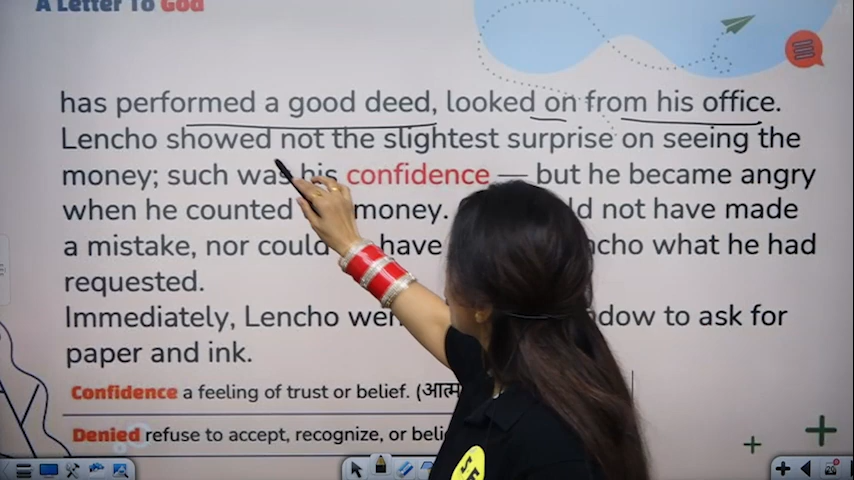 A Letter To God
has performed a good deed, looked on from his office.
Lencho showed not the slightest surprise on seeing the
money; such was his confidence — but he became angry
when he counted money. ld not have made
a mistake, nor could have ncho what he had
requested.
Immediately, Lencho wen ndow to ask for
paper and ink.
Confidence a feeling of trust or belief. (आत्म
Denied refuse to accept, recognize, or beli